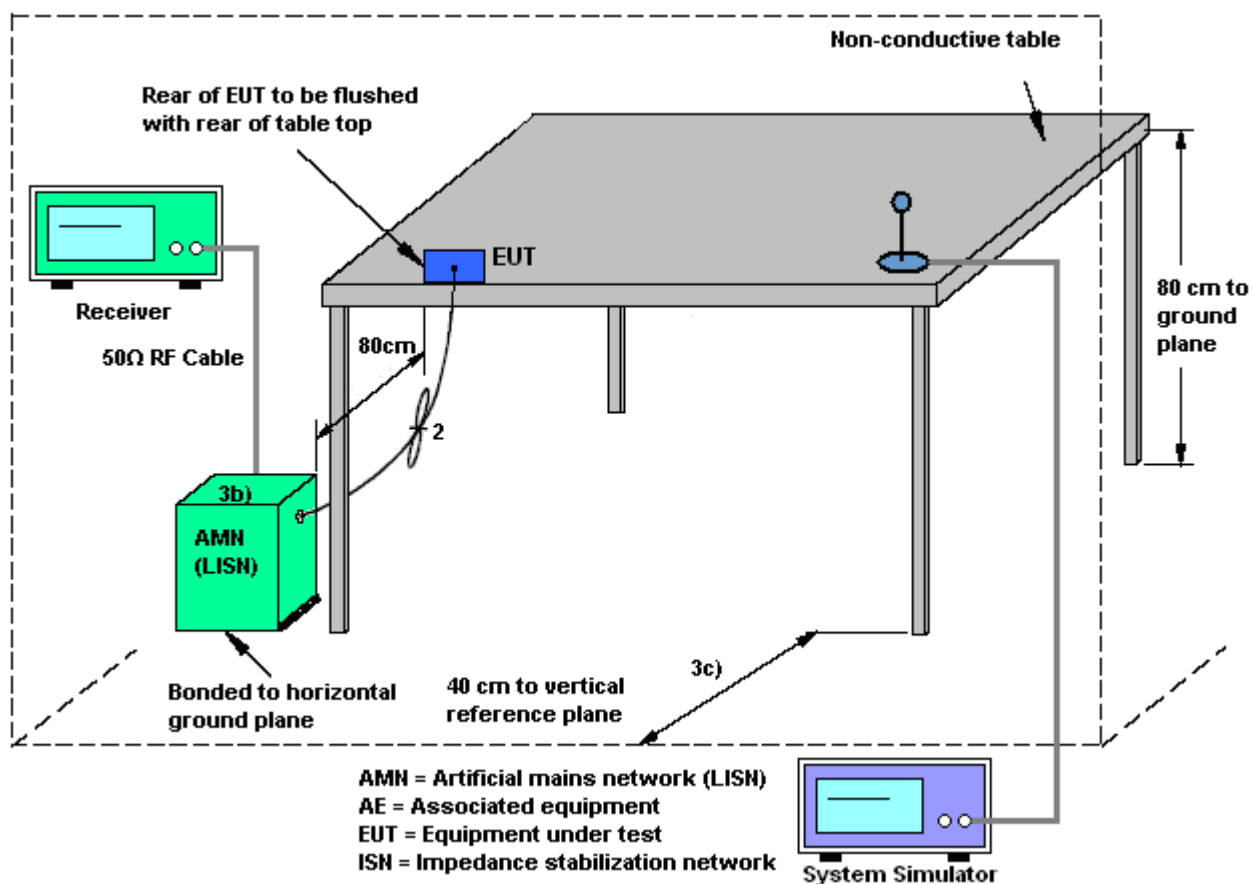 Non-conductive table
Rear of EUT to be flushed
with rear of table top
EUT
Receiver
80 cm to
ground
plane
50Ω RF Cable
80cm
2
3b)
AMN
(LISN)
3c)
Bonded to horizontal
ground plane
40 cm to vertical
reference plane
AMN = Artificial mains network (LISN)
AE = Associated equipment
EUT = Equipment under test
ISN = Impedance stabilization network
System Simulator